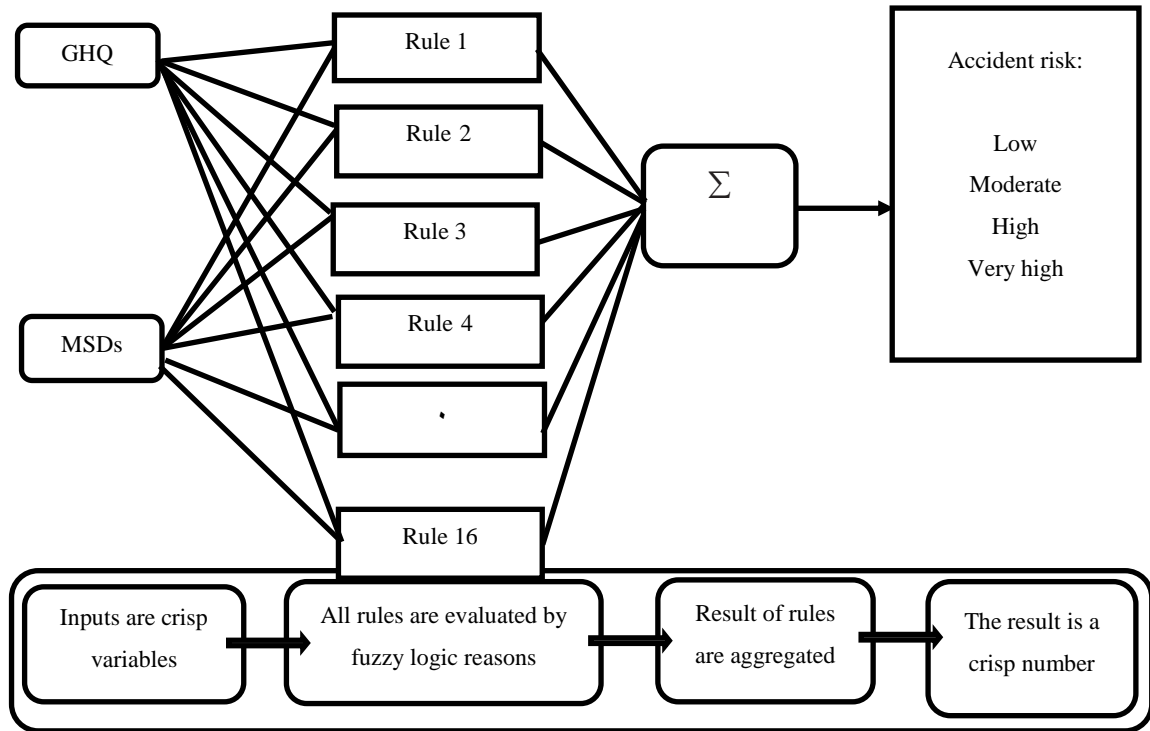 GHQ
MSDs
Rule 1
Rule 2
Rule 3
Rule 4
.
Rule 16
∑
Accident risk:
Low
Moderate
High
Very high
Inputs are crisp
variables
All rules are evaluated by
fuzzy logic reasons
Result of rules
are aggregated
The result is a
crisp number